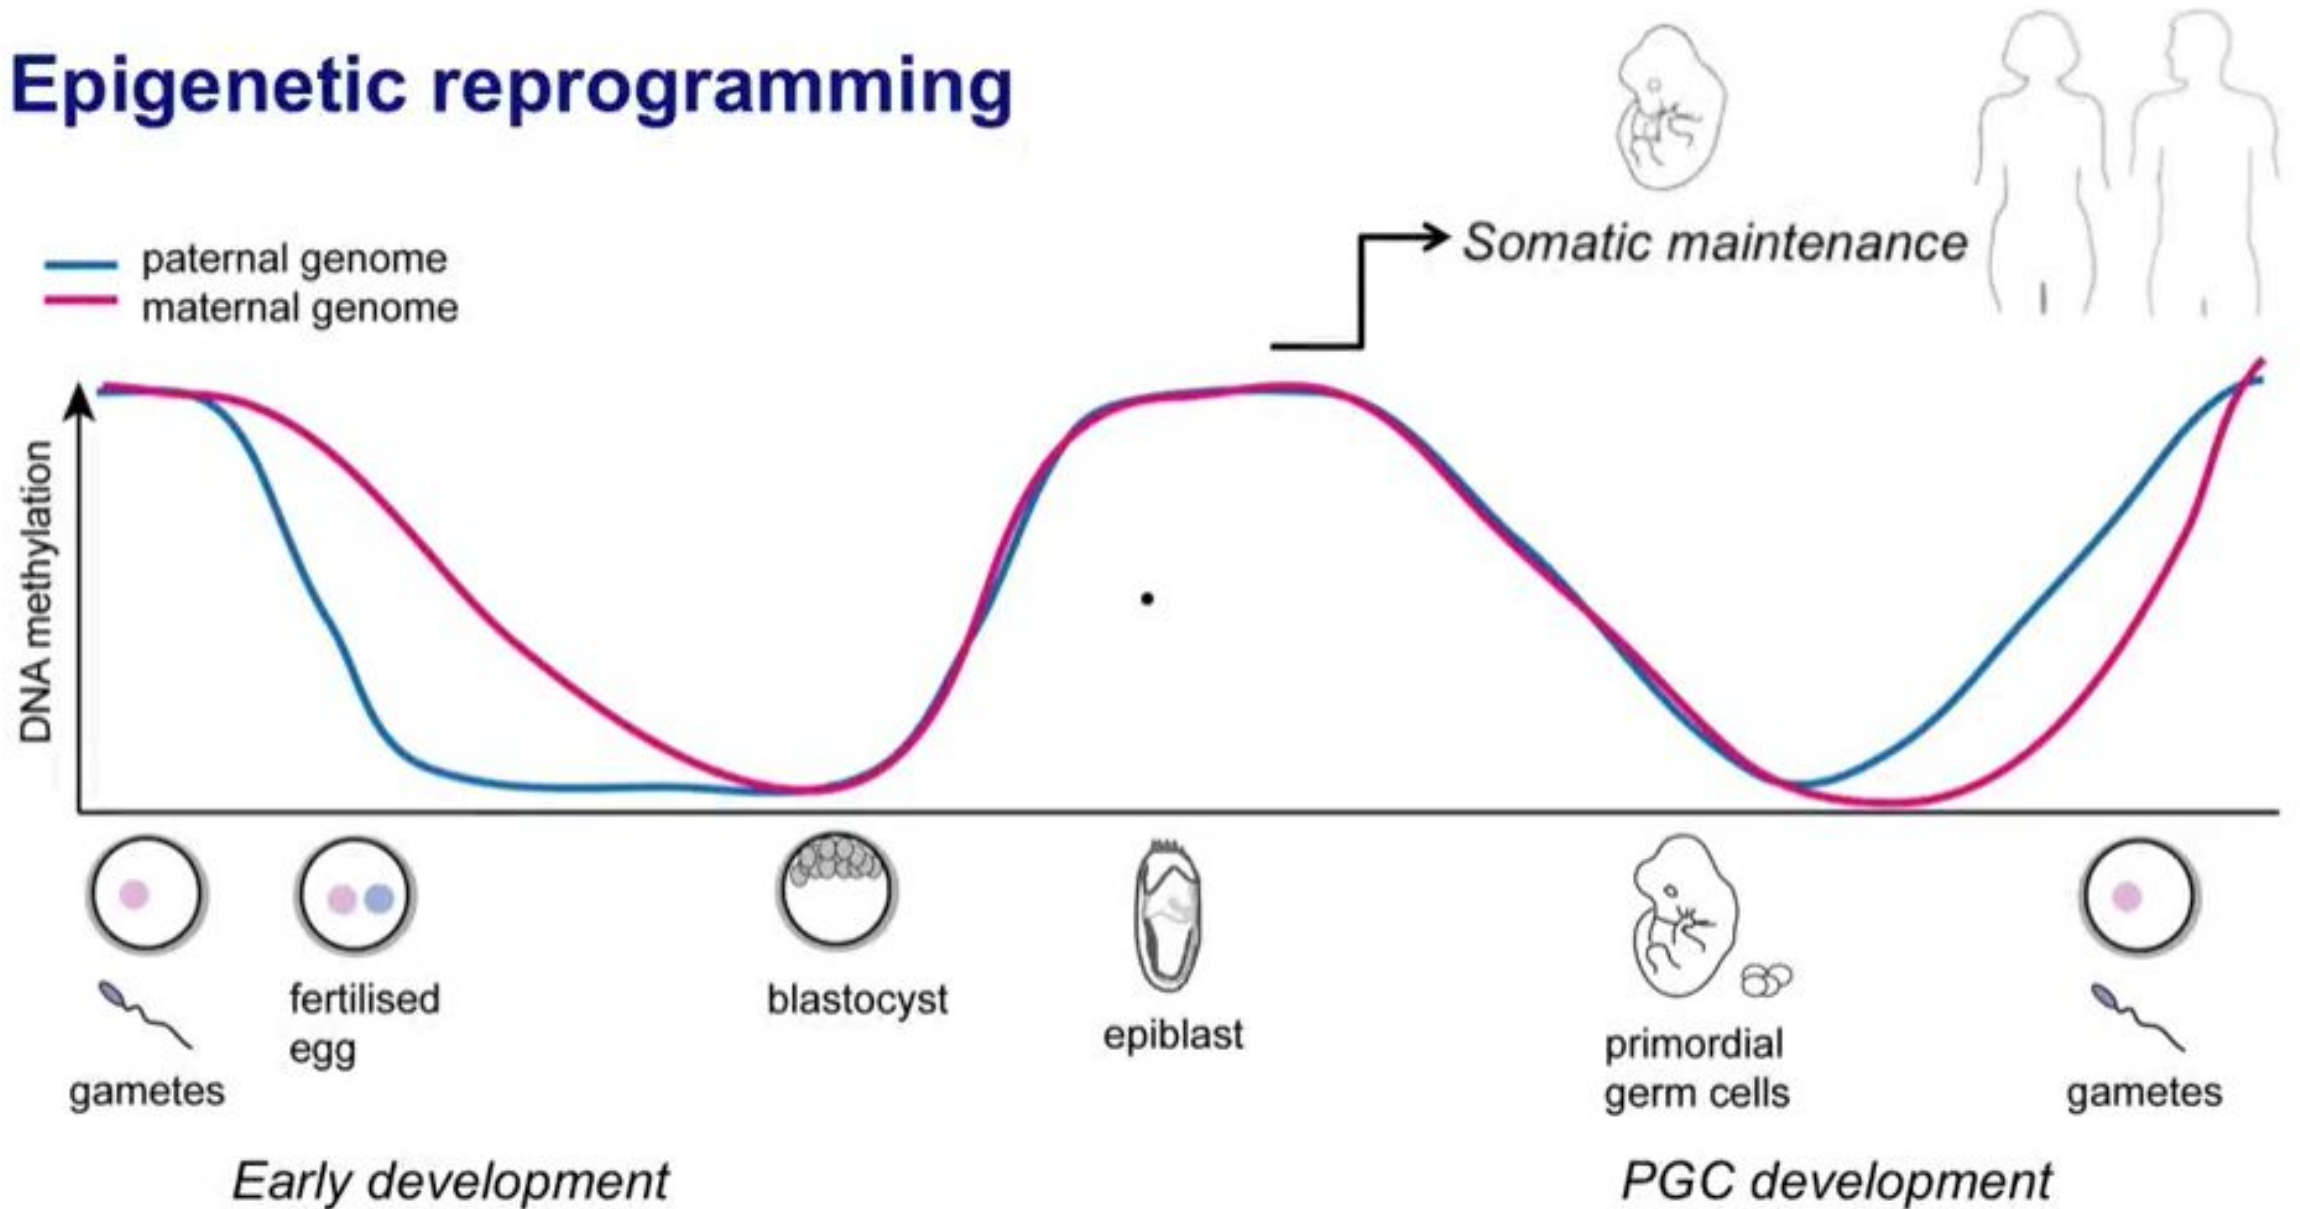 Epigenetic reprogramming
Somatic maintenance
paternal genome
maternal genome
DNA methylation
gametes
fertilised
egg
blastocyst
epiblast
primordial
germ cells
gametes
Early development
PGC development